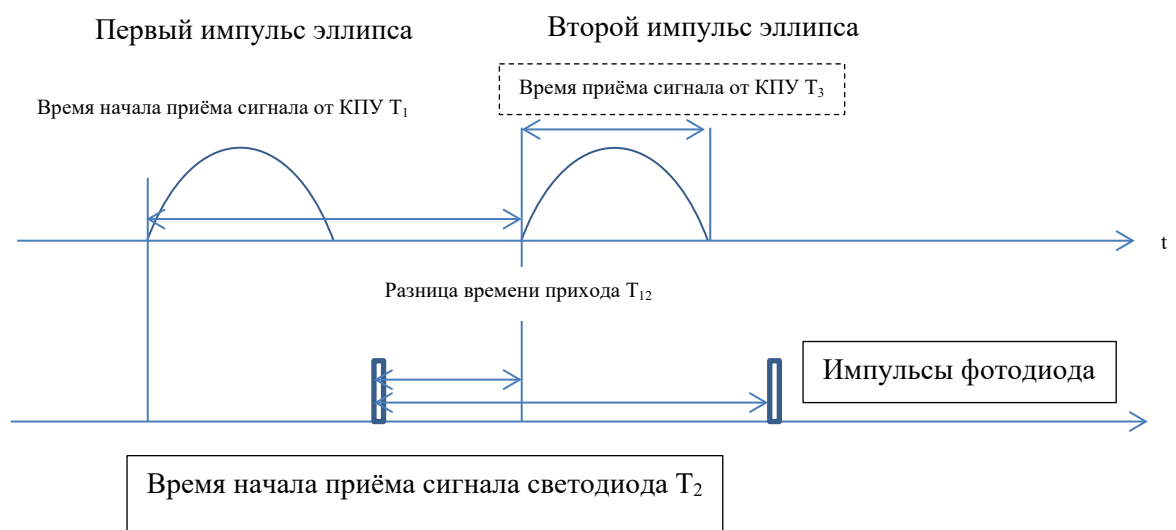 Первый импульс эллипса
Второй импульс эллипса
Время приёма сигнала от КПУ T3
Время начала приёма сигнала от КПУ T1
t
Разница времени прихода T12
Импульсы фотодиода
Время начала приёма сигнала светодиода T2